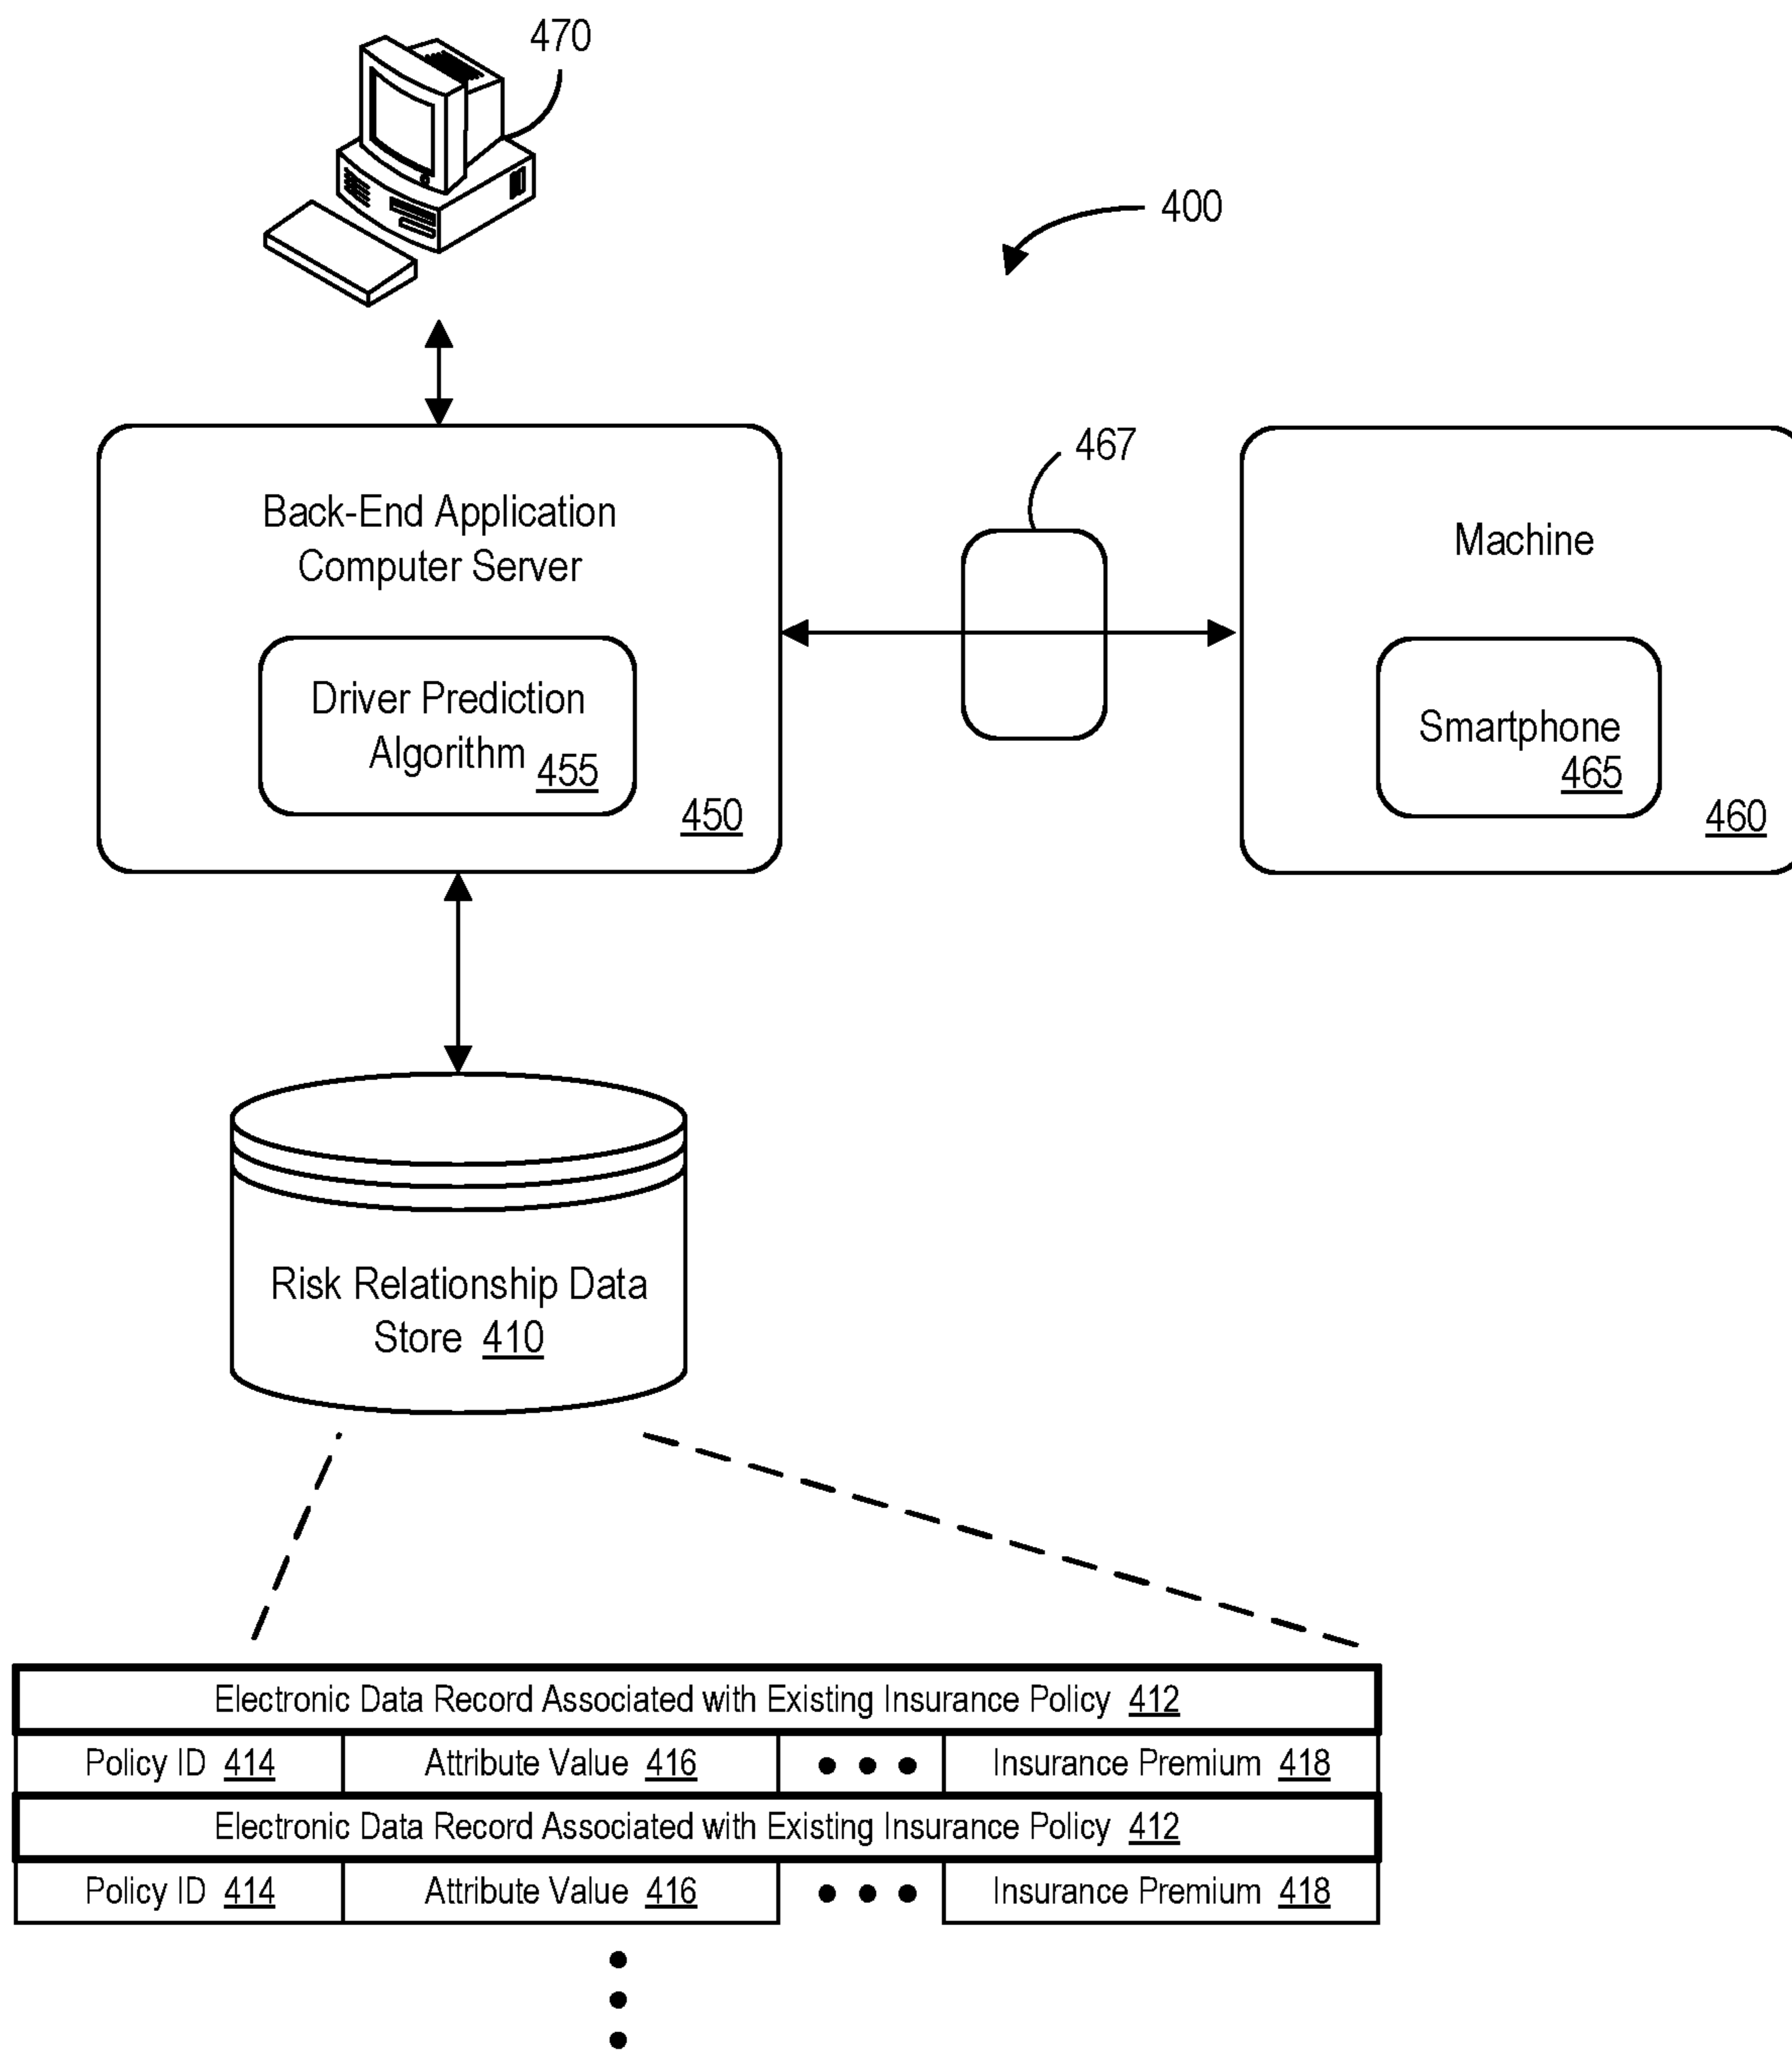 470
400
467
Back-End Application
Computer Server
Driver Prediction
Algorithm 455
450
Machine
Smartphone
465
460
Risk Relationship Data
Store 410
Electronic Data Record Associated with Existing Insurance Policy 412
Policy ID 414 Attribute Value 416 ● ● ● Insurance Premium 418
Electronic Data Record Associated with Existing Insurance Policy 412
Policy ID 414 Attribute Value 416 ● ● ● Insurance Premium 418